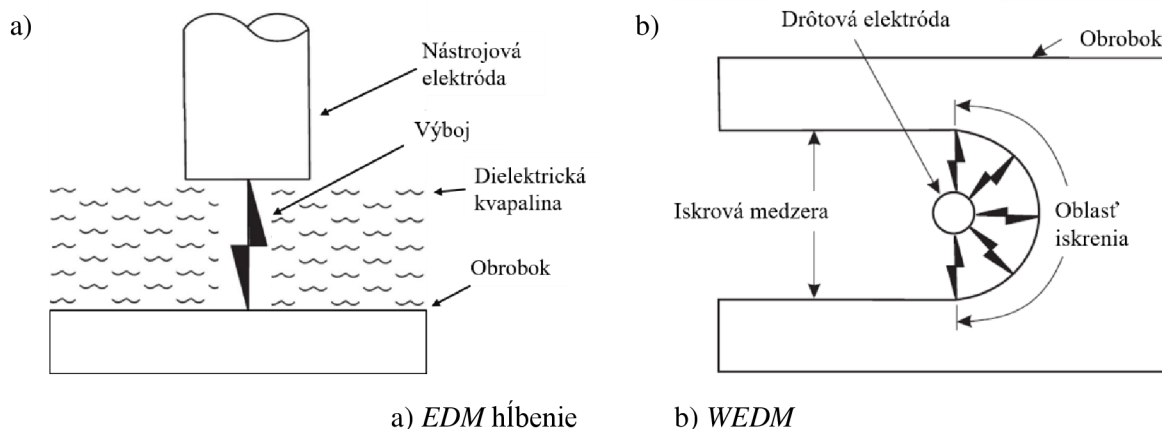 a)
Nástrojová
elektróda
Výboj
Dielektrická
kvapalina
Obrobok
b)
Drôtová elektróda
Obrobok
Iskrová medzera
Oblasť
iskrenia
a) EDM hĺbenie
b) WEDM